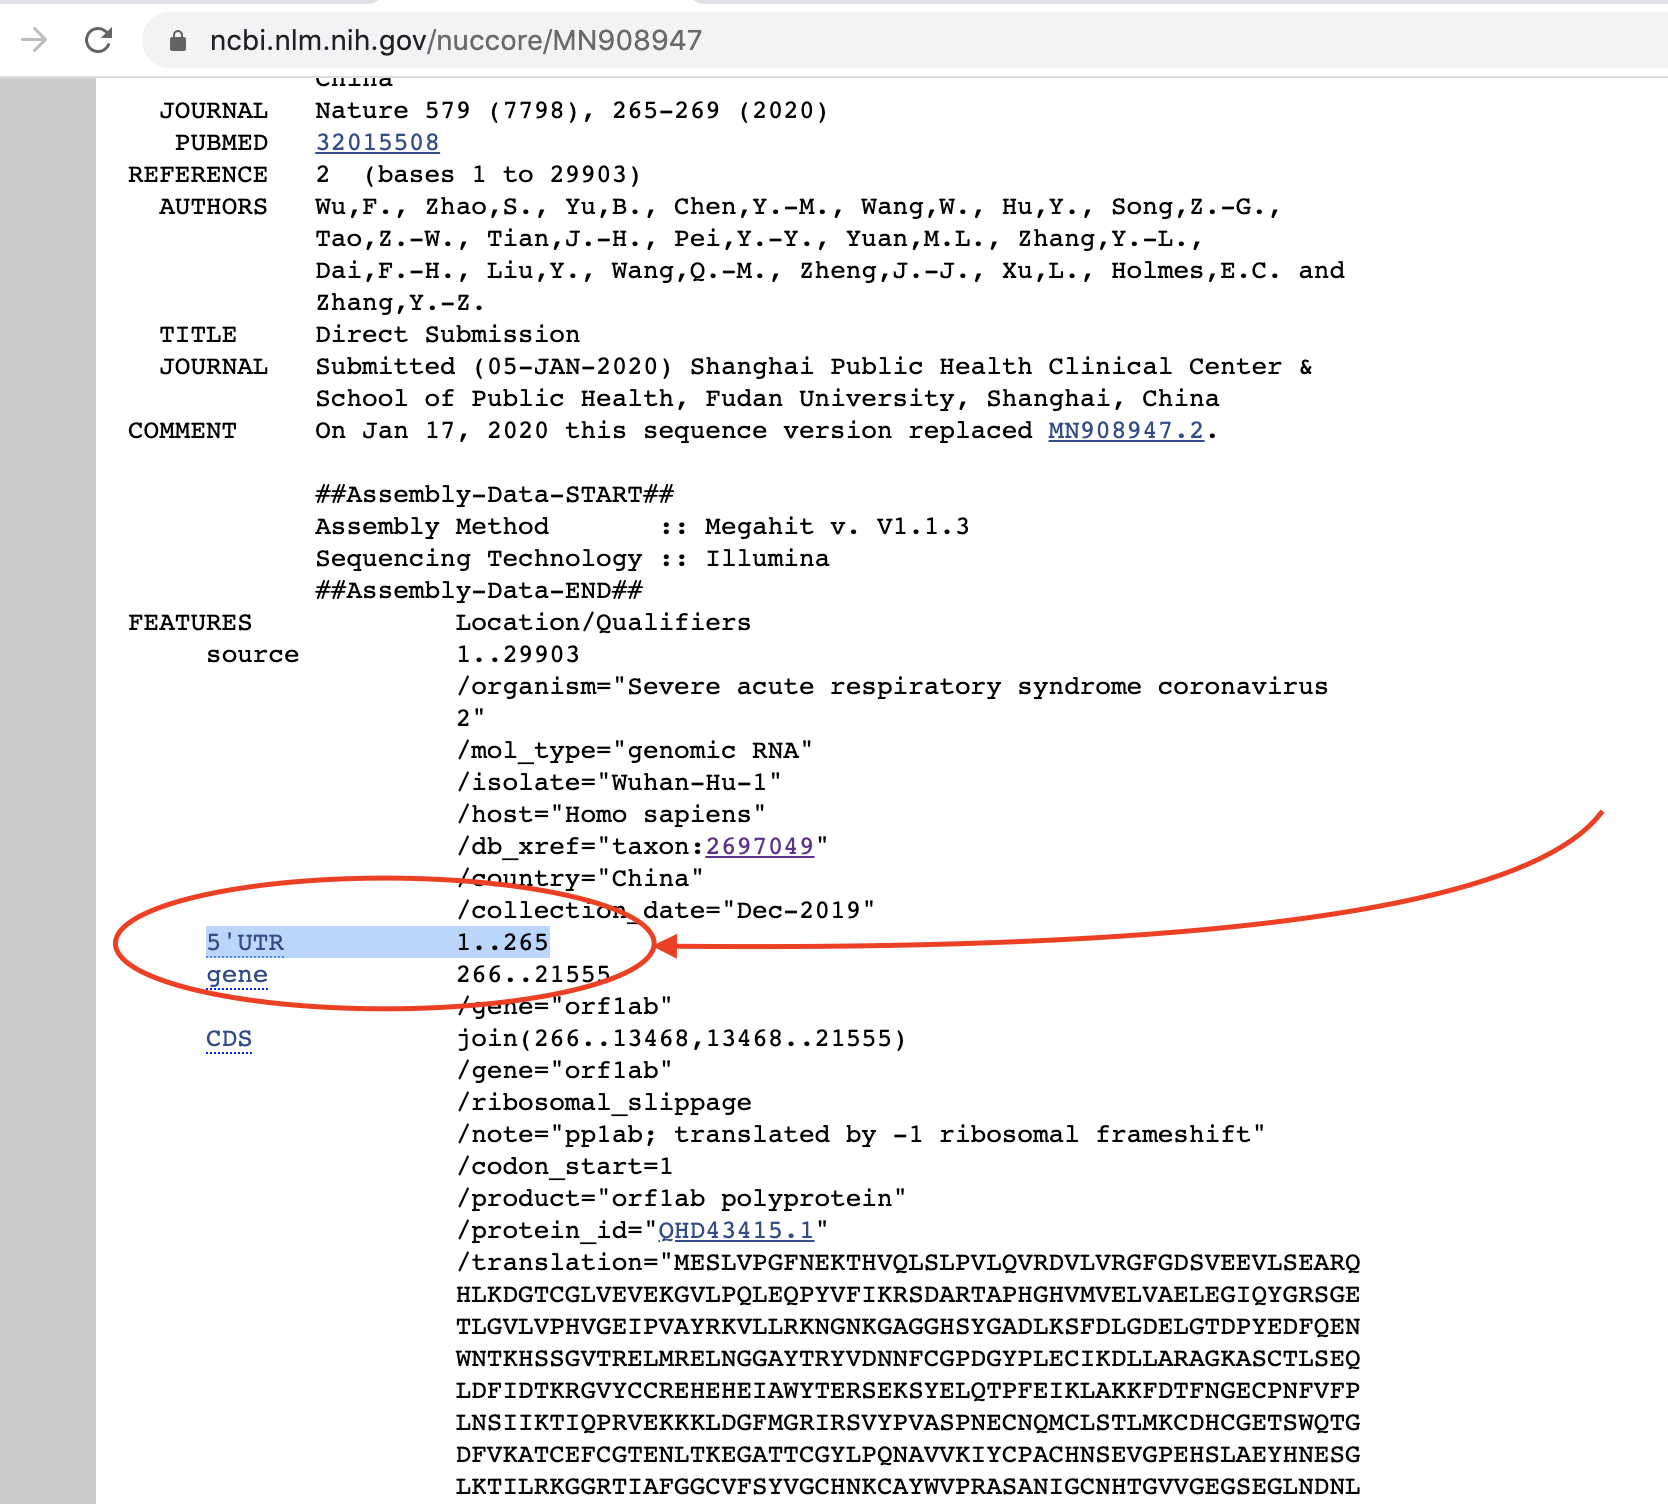 ncbi.nlm.nih.gov/nuccore/MN908947
China
JOURNAL Nature 579 (7798), 265-269 (2020)
PUBMED 32015508
REFERENCE 2 (bases 1 to 29903)
AUTHORS Wu,F., Zhao,S., Yu,B., Chen,Y.-M., Wang,W., Hu,Y., Song,Z.-G.,
Tao,Z.-W., Tian,J.-H., Pei,Y.-Y., Yuan,M.L., Zhang,Y.-L.,
Dai,F.-H., Liu,Y., Wang,Q.-M., Zheng,J.-J., Xu,L., Holmes,E.C. and
Zhang,Y.-Z.
TITLE Direct Submission
JOURNAL Submitted (05-JAN-2020) Shanghai Public Health Clinical Center &
School of Public Health, Fudan University, Shanghai, China
COMMENT On Jan 17, 2020 this sequence version replaced MN908947.2.
##Assembly-Data-START##
Assembly Method :: Megahit v. V1.1.3
Sequencing Technology :: Illumina
##Assembly-Data-END##
FEATURES Location/Qualifiers
source 1..29903
/organism="Severe acute respiratory syndrome coronavirus
2"
/mol_type="genomic RNA"
/isolate="Wuhan-Hu-1"
/host="Homo sapiens"
/db_xref="taxon:2697049"
/country="China"
/collection_date="Dec-2019"
5'UTR 1..265
gene 266..21555
/gene="orf1ab"
CDS join(266..13468,13468..21555)
/gene="orf1ab"
/ribosomal_slippage
/note="pp1ab; translated by -1 ribosomal frameshift"
/codon_start=1
/product="orf1ab polyprotein"
/protein_id="QHD43415.1"
/translation="MESLVPGFNEKTHVQLSLPVLQVRDVLVRGFGDSVEEVLSEARQ
HLKDGTCGLVEVEKGVLPQLEQPYVFIKRSDARTAPHGHVMVELVAELEGIQYGRSGE
TLGVLVPHVGEIPVAYRKVLLRKNGNKGAGGHSYGADLKSFDLGDELGTDPYEDFQEN
WNTKHSSGVTRELMRELNGGAYTRYVDNNFCGPDGYPLECIKDLLARAGKASCTLSEQ
LDFIDTKRGVYCCREHEHEIAWYTERSEKSYELQTPFEIKLAKKFDTFNGECPNFVFP
LNSIIKTIQPRVEKKKLDGFMGRIRSVYPVASPNECNQMCLSTLMKCDHCGETSWQTG
DFVKATCEFCGTENLTKEGATTCGYLPQNAVVKIYCPACHNSEVGPEHSLAEYHNESG
LKTILRKGGRTIAFGGCVFSYVGCHNKCAYWVPRASANIGCNHTGVVGEGSEGLNDNL